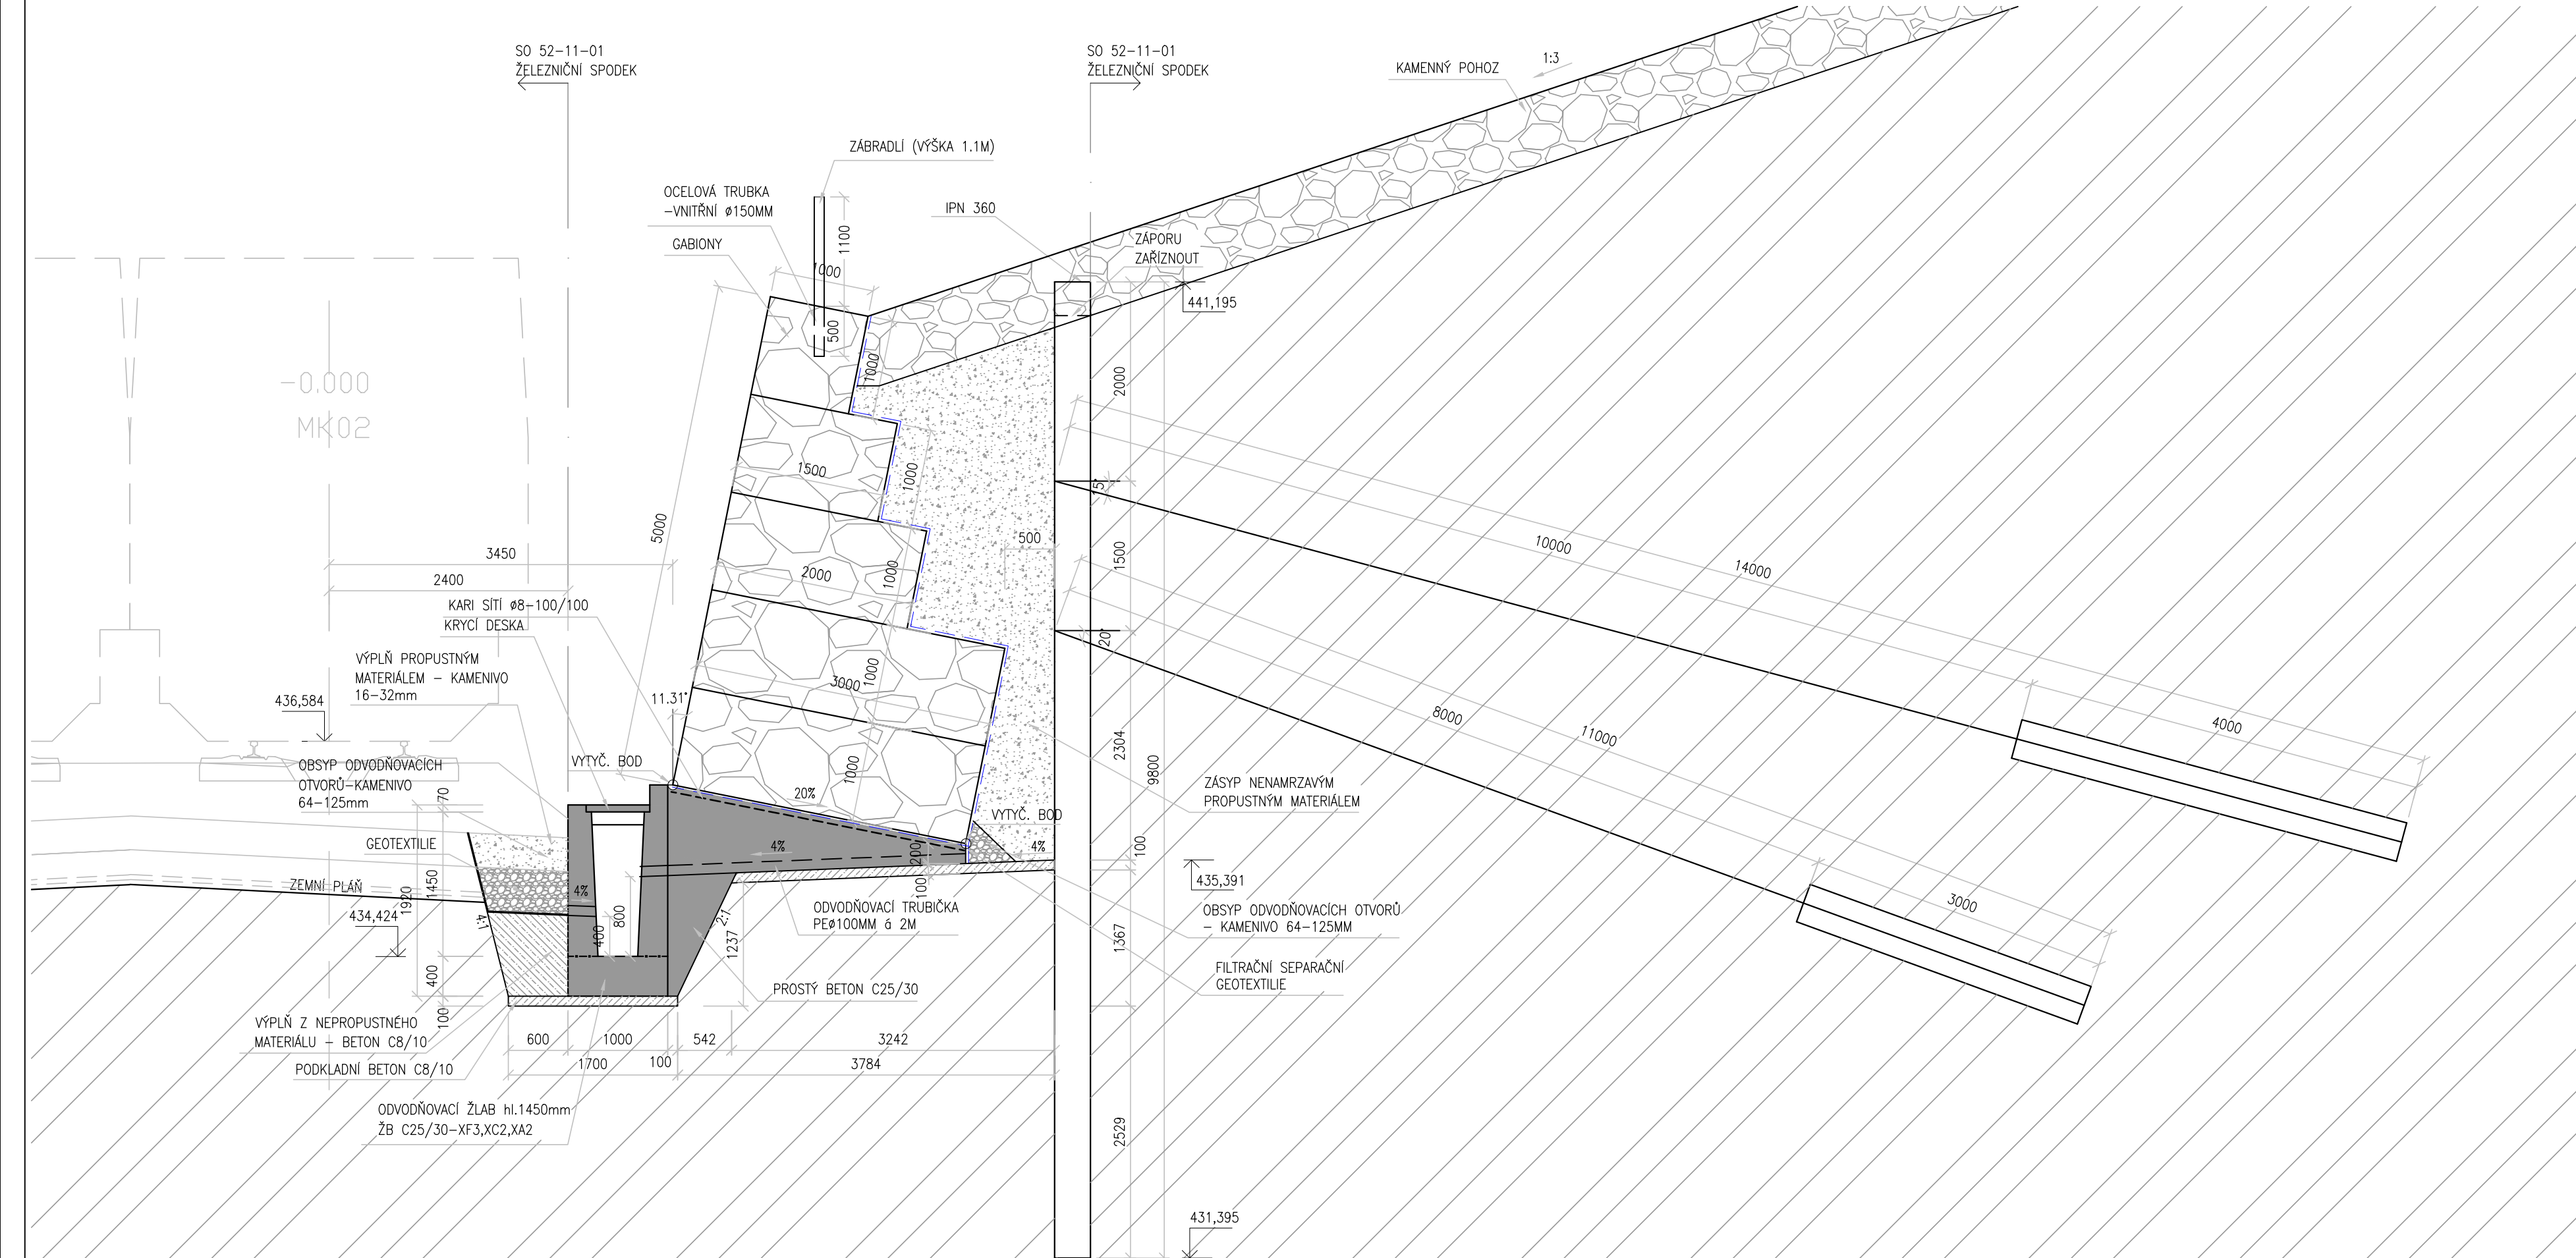 SO 52-11-01
ŽELEZNIČNÍ SPODEK
SO 52-11-01
ŽELEZNIČNÍ SPODEK
KAMENNÝ POHOZ
1:3
ZÁBRADLÍ (VÝŠKA 1.1M)
OCELOVÁ TRUBKA
-VNITŘNÍ ø150MM
GABIONY
IPN 360
ZÁPORU
ZAŘÍZNOUT
1100
1000
500
441,195
-0.000
MK02
1000
2000
1500
1000
15°
5000
500
1500
10000
14000
3450
2400
2000
1000
KARI SÍTÍ ø8-100/100
KRYCÍ DESKA
20°
VÝPLŇ PROPUSTNÝM
MATERIÁLEM - KAMENIVO
16-32mm
11.31°
3000
1000
436,584
8000
11000
4000
2304
9800
VYTYČ. BOD
OBSYP ODVODŇOVACÍCH
OTVORŮ-KAMENIVO
64-125mm
70
1000
20%
ZÁSYP NENAMRZAVÝM
PROPUSTNÝM MATERIÁLEM
VYTYČ. BOD
GEOTEXTILIE
4%
200
4%
100
435,391
ZEMNÍ PLÁŇ
1920
1450
4%
100
3000
434,424
4:1
400
800
2:1
1237
ODVODŇOVACÍ TRUBIČKA
PEø100MM á 2M
OBSYP ODVODŇOVACÍCH OTVORŮ
- KAMENIVO 64-125MM
1367
400
FILTRAČNÍ SEPARAČNÍ
GEOTEXTILIE
PROSTÝ BETON C25/30
100
VÝPLŇ Z NEPROPUSTNÉHO
MATERIÁLU - BETON C8/10
600
1000
542
3242
PODKLADNÍ BETON C8/10
1700
100
3784
ODVODŇOVACÍ ŽLAB hl.1450mm
ŽB C25/30-XF3,XC2,XA2
2529
431,395